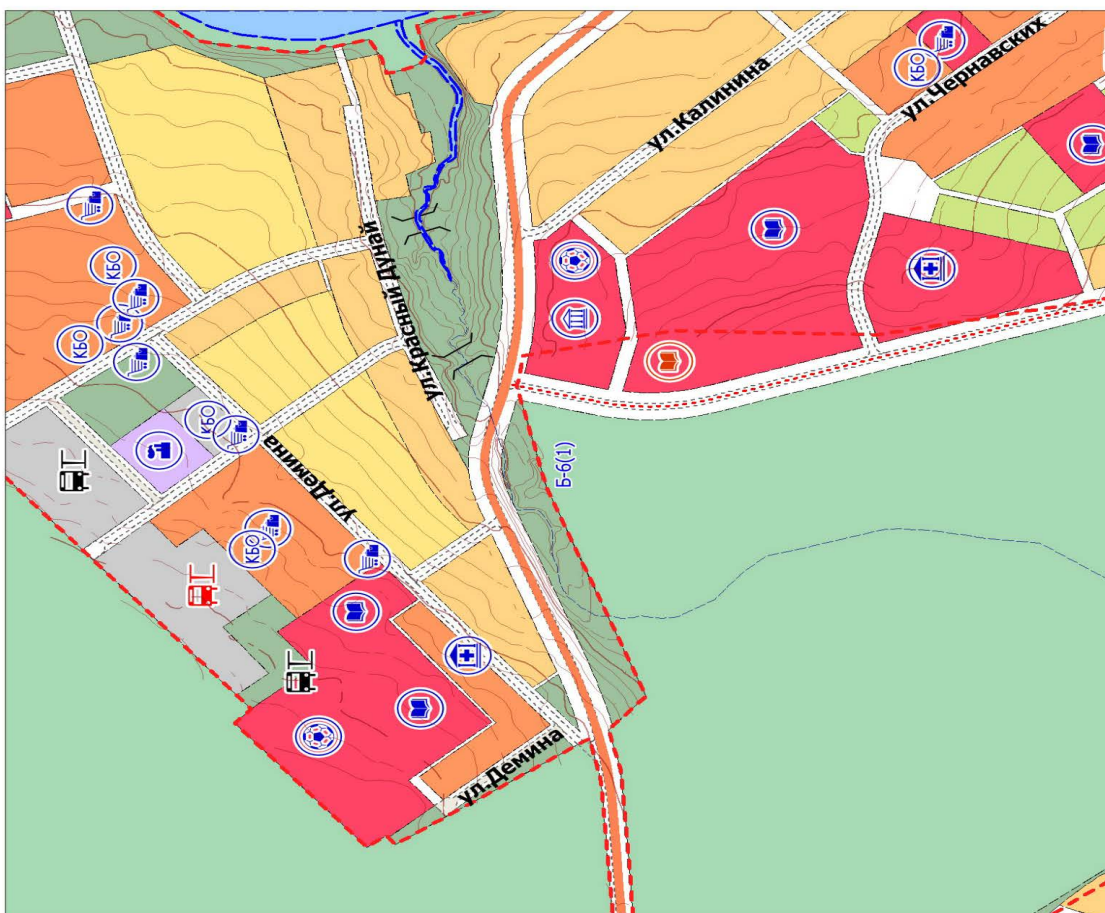 ул.Чернавских
КБО
ул.Калинина
ул.Красный Дунай
КБО
КБО
КБО
ул.Демина
Б-6(1)
КБО
ул.Демина